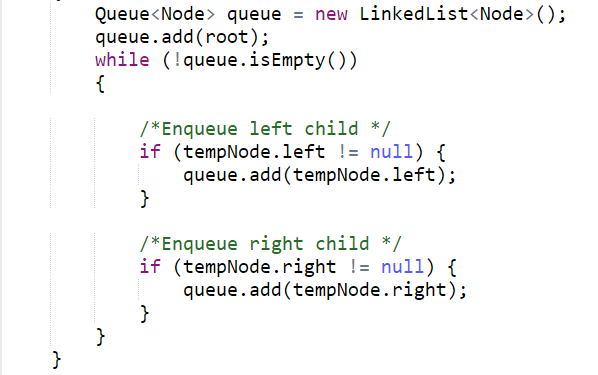 Queue<Node> queue = new LinkedList<Node>();
queue.add(root);
while (!queue.isEmpty())
{
/*Enqueue left child */
if (tempNode.left != null) {
queue.add(tempNode.left);
}
/*Enqueue right child */
if (tempNode.right != null) {
queue.add(tempNode.right);
}
}
}